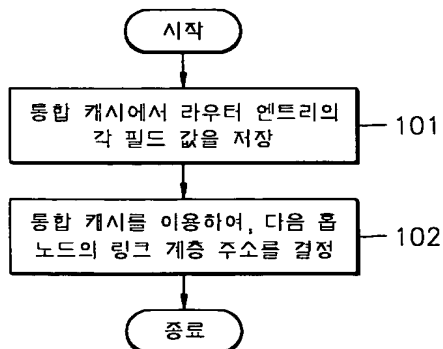 시작
통합 캐시에서 라우터 엔트리의
각 필드 값을 저장
101
통합 캐시를 이용하여, 다음 홉
노드의 링크 계층 주소를 결정
102
종료